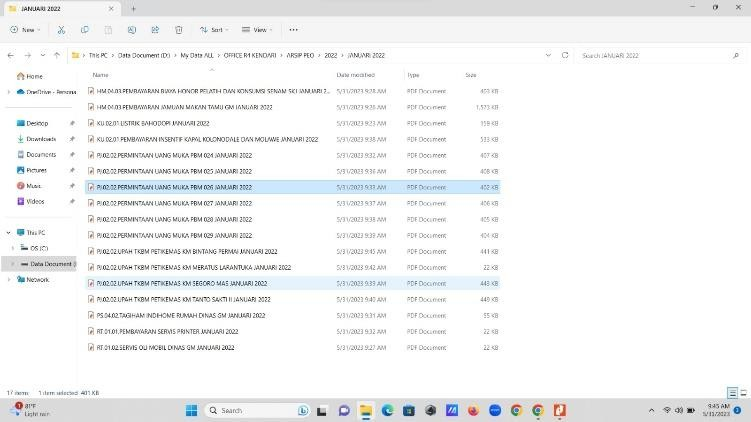 JANUARI 2022
New
Sort
View
This PC > Data Document (D:) > My Data ALL > OFFICE R4 KENDARI > ARSIP PEO > 2022 > JANUARI 2022
Search JANUARI 2022
Home
OneDrive - Persona
Desktop
Downloads
Documents
Pictures
Music
Videos
This PC
OS (C:)
Data Document (
Network
Name Date modified Type Size
HM.04.03.PEMBAYARAN BIAYA HONOR PELATIH DAN KONSUMSI SENAM SKJ JANUARI 2... 5/31/2023 9:28 AM PDF Document 403 KB
HM.04.03.PEMBAYARAN JAMUAN MAKAN TAMU GM JANUARI 2022 5/31/2023 9:26 AM PDF Document 1,573 KB
KU.02.01.LISTRIK BAHODOPI JANUARI 2022 5/31/2023 9:23 AM PDF Document 159 KB
KU.02.01.PEMBAYARAN INSENTIF KAPAL KOLONODALE DAN MOLAWE JANUARI 2022 5/31/2023 9:38 AM PDF Document 533 KB
PJ.02.02.PERMINTAAN UANG MUKA PBM 024 JANUARI 2022 5/31/2023 9:32 AM PDF Document 407 KB
PJ.02.02.PERMINTAAN UANG MUKA PBM 025 JANUARI 2022 5/31/2023 9:36 AM PDF Document 408 KB
PJ.02.02.PERMINTAAN UANG MUKA PBM 026 JANUARI 2022 5/31/2023 9:33 AM PDF Document 402 KB
PJ.02.02.PERMINTAAN UANG MUKA PBM 027 JANUARI 2022 5/31/2023 9:37 AM PDF Document 406 KB
PJ.02.02.PERMINTAAN UANG MUKA PBM 028 JANUARI 2022 5/31/2023 9:38 AM PDF Document 405 KB
PJ.02.02.PERMINTAAN UANG MUKA PBM 029 JANUARI 2022 5/31/2023 9:39 AM PDF Document 404 KB
PJ.02.02.UPAH TKBM PETIKEMAS KM BINTANG PERMAI JANUARI 2022 5/31/2023 9:45 AM PDF Document 441 KB
PJ.02.02.UPAH TKBM PETIKEMAS KM MERATUS LARANTUKA JANUARI 2022 5/31/2023 9:42 AM PDF Document 22 KB
PJ.02.02.UPAH TKBM PETIKEMAS KM SEGORO MAS JANUARI 2022 5/31/2023 9:39 AM PDF Document 443 KB
PJ.02.02.UPAH TKBM PETIKEMAS KM TANTO SAKTI II JANUARI 2022 5/31/2023 9:40 AM PDF Document 449 KB
PS.04.02.TAGIHAM INDIHOME RUMAH DINAS GM JANUARI 2022 5/31/2023 9:31 AM PDF Document 55 KB
RT.01.01.PEMBAYARAN SERVIS PRINTER JANUARI 2022 5/31/2023 9:32 AM PDF Document 22 KB
RT.01.02.SERVIS OLI MOBIL DINAS GM JANUARI 2022 5/31/2023 9:27 AM PDF Document 22 KB
17 items 1 item selected 401 KB
1
81°F
Light rain
Search
9:45 AM
5/31/2023